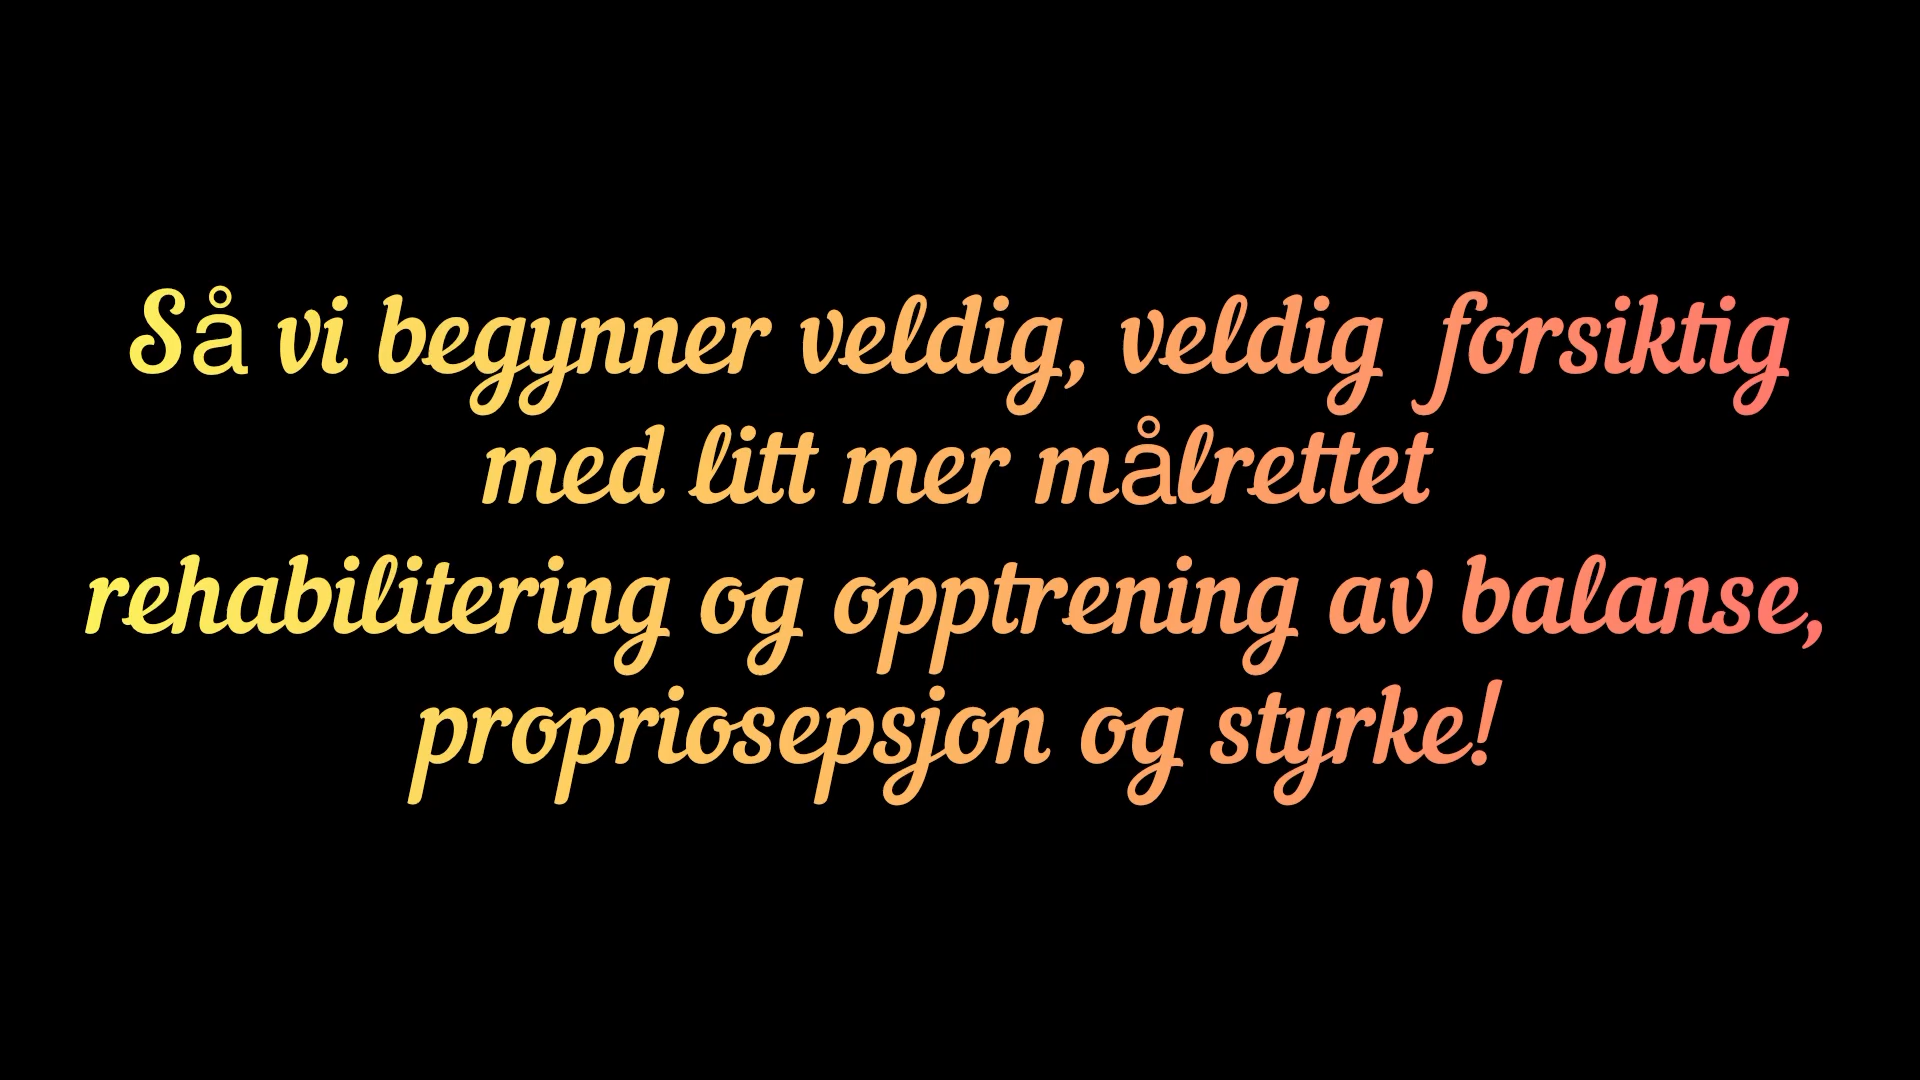 Så vi begynner veldig, veldig forsiktig
med litt mer målrettet
rehabilitering og opptrening av balanse,
propriosepsjon og styrke!